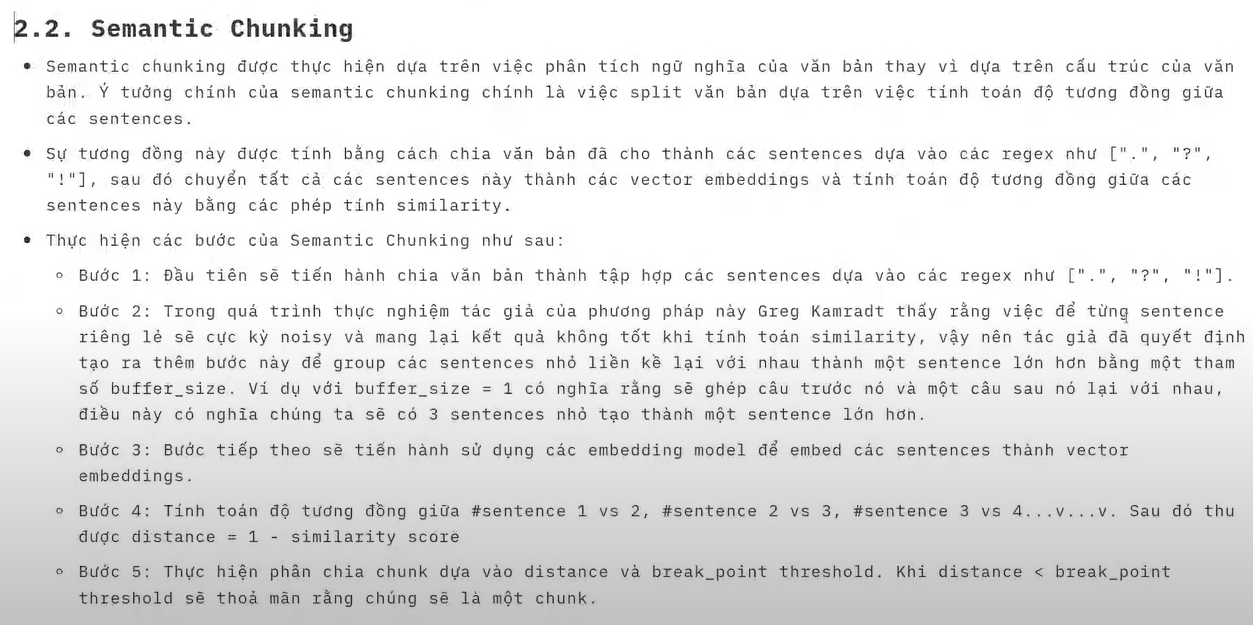 2.2. Semantic Chunking
• Semantic chunking được thực hiện dựa trên việc phân tích ngữ nghĩa của văn bản thay vì dựa trên cấu trúc của văn
bản. Ý tưởng chính của semantic chunking chính là việc split văn bản dựa trên việc tính toán độ tương đồng giữa
các sentences.
• Sự tương đồng này được tính bằng cách chia văn bản đã cho thành các sentences dựa vào các regex như [".", "?",
"!"], sau đó chuyển tất cả các sentences này thành các vector embeddings và tính toán độ tương đồng giữa các
sentences này bằng các phép tính similarity.
• Thực hiện các bước của Semantic Chunking như sau:
◦ Bước 1: Đầu tiên sẽ tiến hành chia văn bản thành tập hợp các sentences dựa vào các regex như [".", "?", "!"].
◦ Bước 2: Trong quá trình thực nghiệm tác giả của phương pháp này Greg Kamradt thấy rằng việc để từng sentence
riêng lẻ sẽ cực kỳ noisy và mang lại kết quả không tốt khi tính toán similarity, vậy nên tác giả đã quyết định
tạo ra thêm bước này để group các sentences nhỏ liền kề lại với nhau thành một sentence lớn hơn bằng một tham
số buffer_size. Ví dụ với buffer_size = 1 có nghĩa rằng sẽ ghép câu trước nó và một câu sau nó lại với nhau,
điều này có nghĩa chúng ta sẽ có 3 sentences nhỏ tạo thành một sentence lớn hơn.
◦ Bước 3: Bước tiếp theo sẽ tiến hành sử dụng các embedding model để embed các sentences thành vector
embeddings.
◦ Bước 4: Tính toán độ tương đồng giữa #sentence 1 vs 2, #sentence 2 vs 3, #sentence 3 vs 4...v...v. Sau đó thu
được distance = 1 - similarity score
◦ Bước 5: Thực hiện phân chia chunk dựa vào distance và break_point threshold. Khi distance < break_point
threshold sẽ thoả mãn rằng chúng sẽ là một chunk.